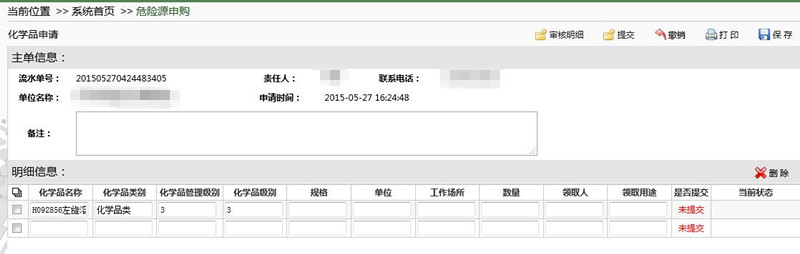 当前位置 >> 系统首页 >> 危险源申购
化学品申请 审核明细 提交 撤销 打 印 保 存
主单信息：
流水单号： 201505270424483405 责任人： 联系电话：
单位名称： 申请时间： 2015-05-27 16:24:48
备注：
明细信息： 删 除
化学品名称 化学品类别 化学品管理级别 化学品级别 规格 单位 工作场所 数量 领取人 领取用途 是否提交 当前状态
H092856左旋 化学品类 3 3 未提交
未提交